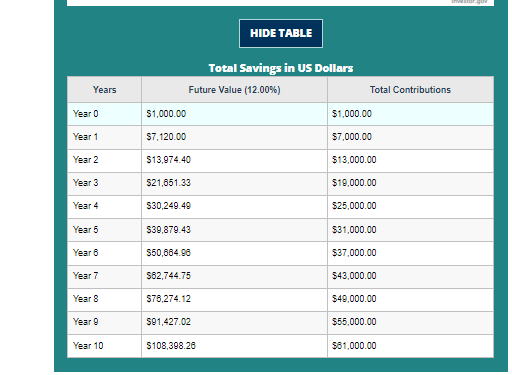 Investor.gov
HIDE TABLE
Total Savings in US Dollars
Years Future Value (12.00%) Total Contributions
Year 0 $1,000.00 $1,000.00
Year 1 $7,120.00 $7,000.00
Year 2 $13,974.40 $13,000.00
Year 3 $21,651.33 $19,000.00
Year 4 $30,249.49 $25,000.00
Year 5 $39,879.43 $31,000.00
Year 6 $50,664.96 $37,000.00
Year 7 $62,744.75 $43,000.00
Year 8 $76,274.12 $49,000.00
Year 9 $91,427.02 $55,000.00
Year 10 $108,398.26 $61,000.00